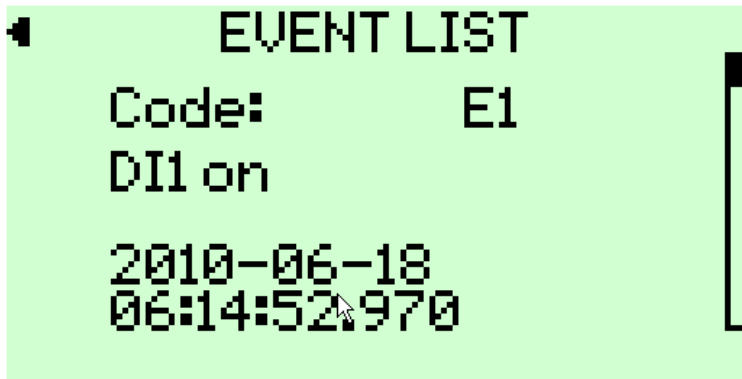 EVENT LIST
Code: E1
DI1 on
2010-06-18
06:14:52.970